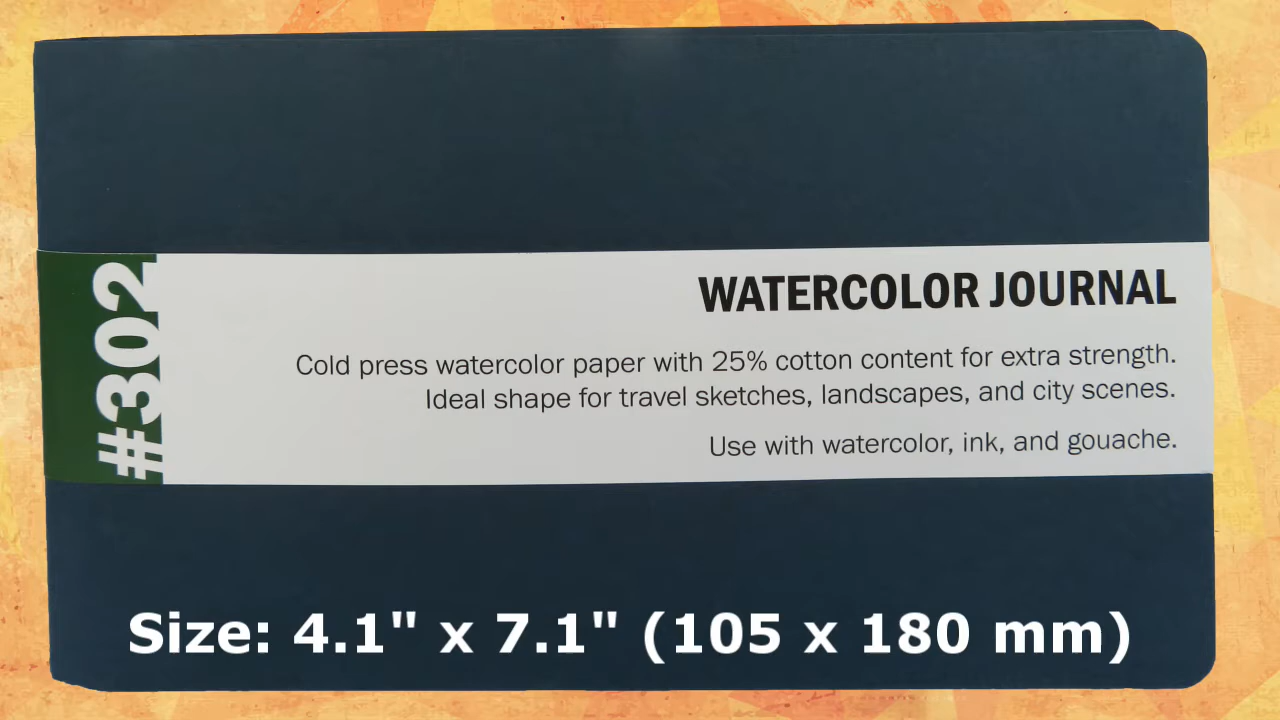 #302
WATERCOLOR JOURNAL
Cold press watercolor paper with 25% cotton content for extra strength.
Ideal shape for travel sketches, landscapes, and city scenes.
Use with watercolor, ink, and gouache.
Size: 4.1" x 7.1" (105 x 180 mm)